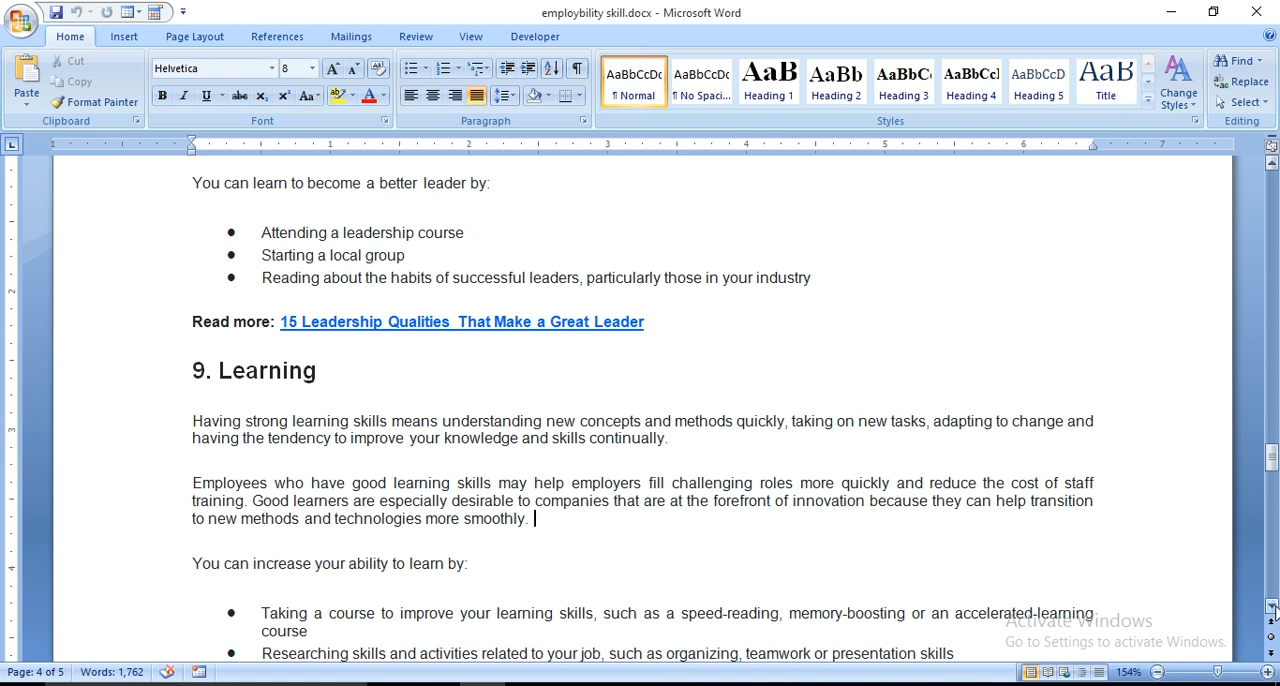 employbility skill.docx - Microsoft Word
Home Insert Page Layout References Mailings Review View Developer
Paste
Cut
Copy
Format Painter
Clipboard
Helvetica 8
Font
Paragraph
AaBbCcDc AaBbCcDc AaB AaBb AaBbC AaBbCcI AaBbCcD AaB
¶ Normal ¶ No Spaci... Heading 1 Heading 2 Heading 3 Heading 4 Heading 5 Title
Change Styles
Styles
Find
Replace
Select
Editing
You can learn to become a better leader by:
● Attending a leadership course
● Starting a local group
● Reading about the habits of successful leaders, particularly those in your industry
Read more: 15 Leadership Qualities That Make a Great Leader
9. Learning
Having strong learning skills means understanding new concepts and methods quickly, taking on new tasks, adapting to change and
having the tendency to improve your knowledge and skills continually.
Employees who have good learning skills may help employers fill challenging roles more quickly and reduce the cost of staff
training. Good learners are especially desirable to companies that are at the forefront of innovation because they can help transition
to new methods and technologies more smoothly.
You can increase your ability to learn by:
● Taking a course to improve your learning skills, such as a speed-reading, memory-boosting or an accelerated-learning
course
● Researching skills and activities related to your job, such as organizing, teamwork or presentation skills
Activate Windows
Go to Settings to activate Windows.
Page: 4 of 5 Words: 1,762 154%